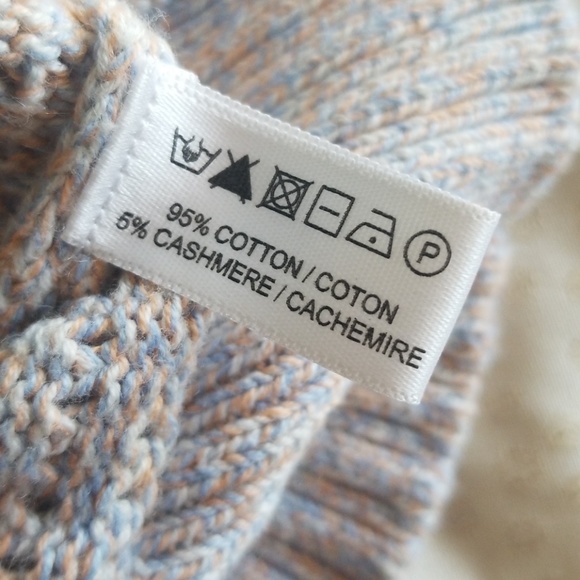 P
95% COTTON / COTON
5% CASHMERE / CACHEMIRE